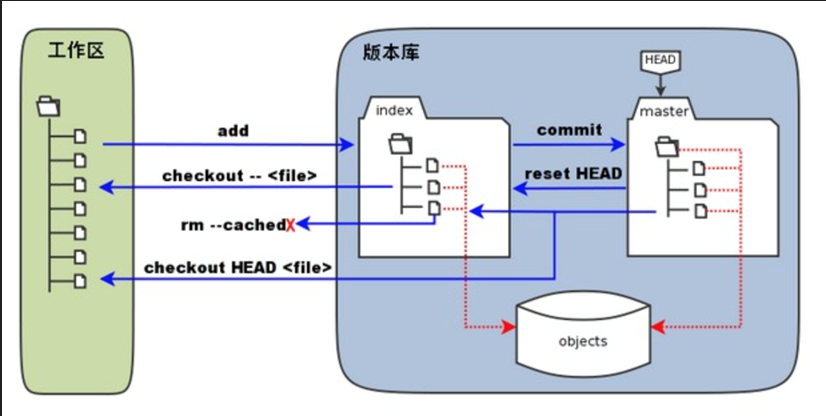 工作区
版本库
HEAD
index
master
add
commit
checkout -- <file>
reset HEAD
rm --cachedX
checkout HEAD <file>
objects